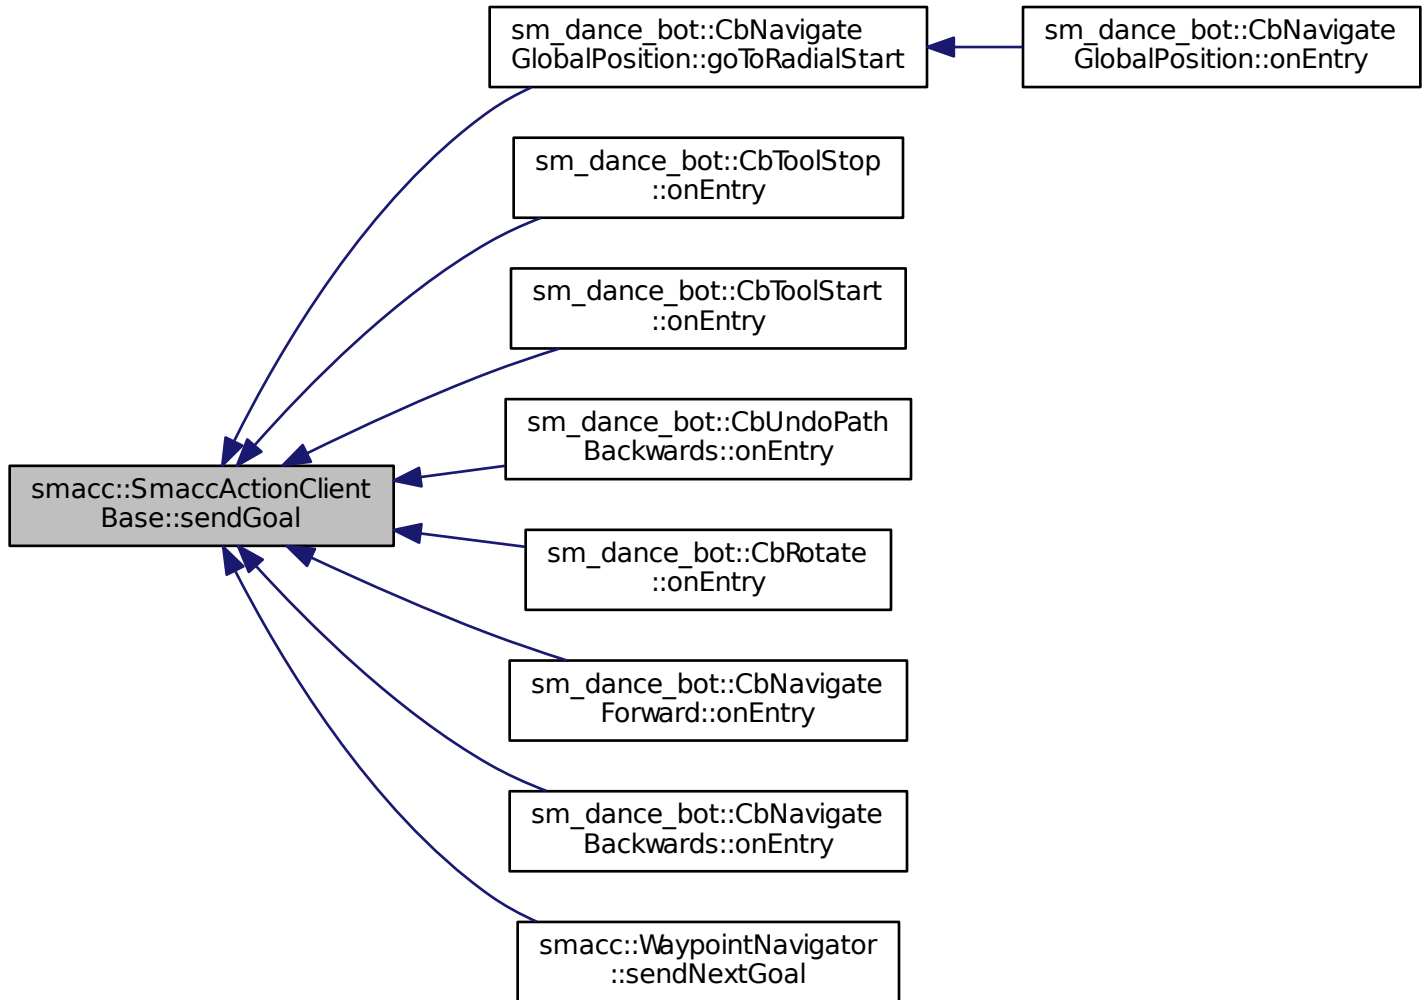 sm_dance_bot::CbNavigate
GlobalPosition::goToRadialStart
sm_dance_bot::CbNavigate
GlobalPosition::onEntry
sm_dance_bot::CbToolStop
::onEntry
sm_dance_bot::CbToolStart
::onEntry
sm_dance_bot::CbUndoPath
Backwards::onEntry
smacc::SmaccActionClient
Base::sendGoal
sm_dance_bot::CbRotate
::onEntry
sm_dance_bot::CbNavigate
Forward::onEntry
sm_dance_bot::CbNavigate
Backwards::onEntry
smacc::WaypointNavigator
::sendNextGoal